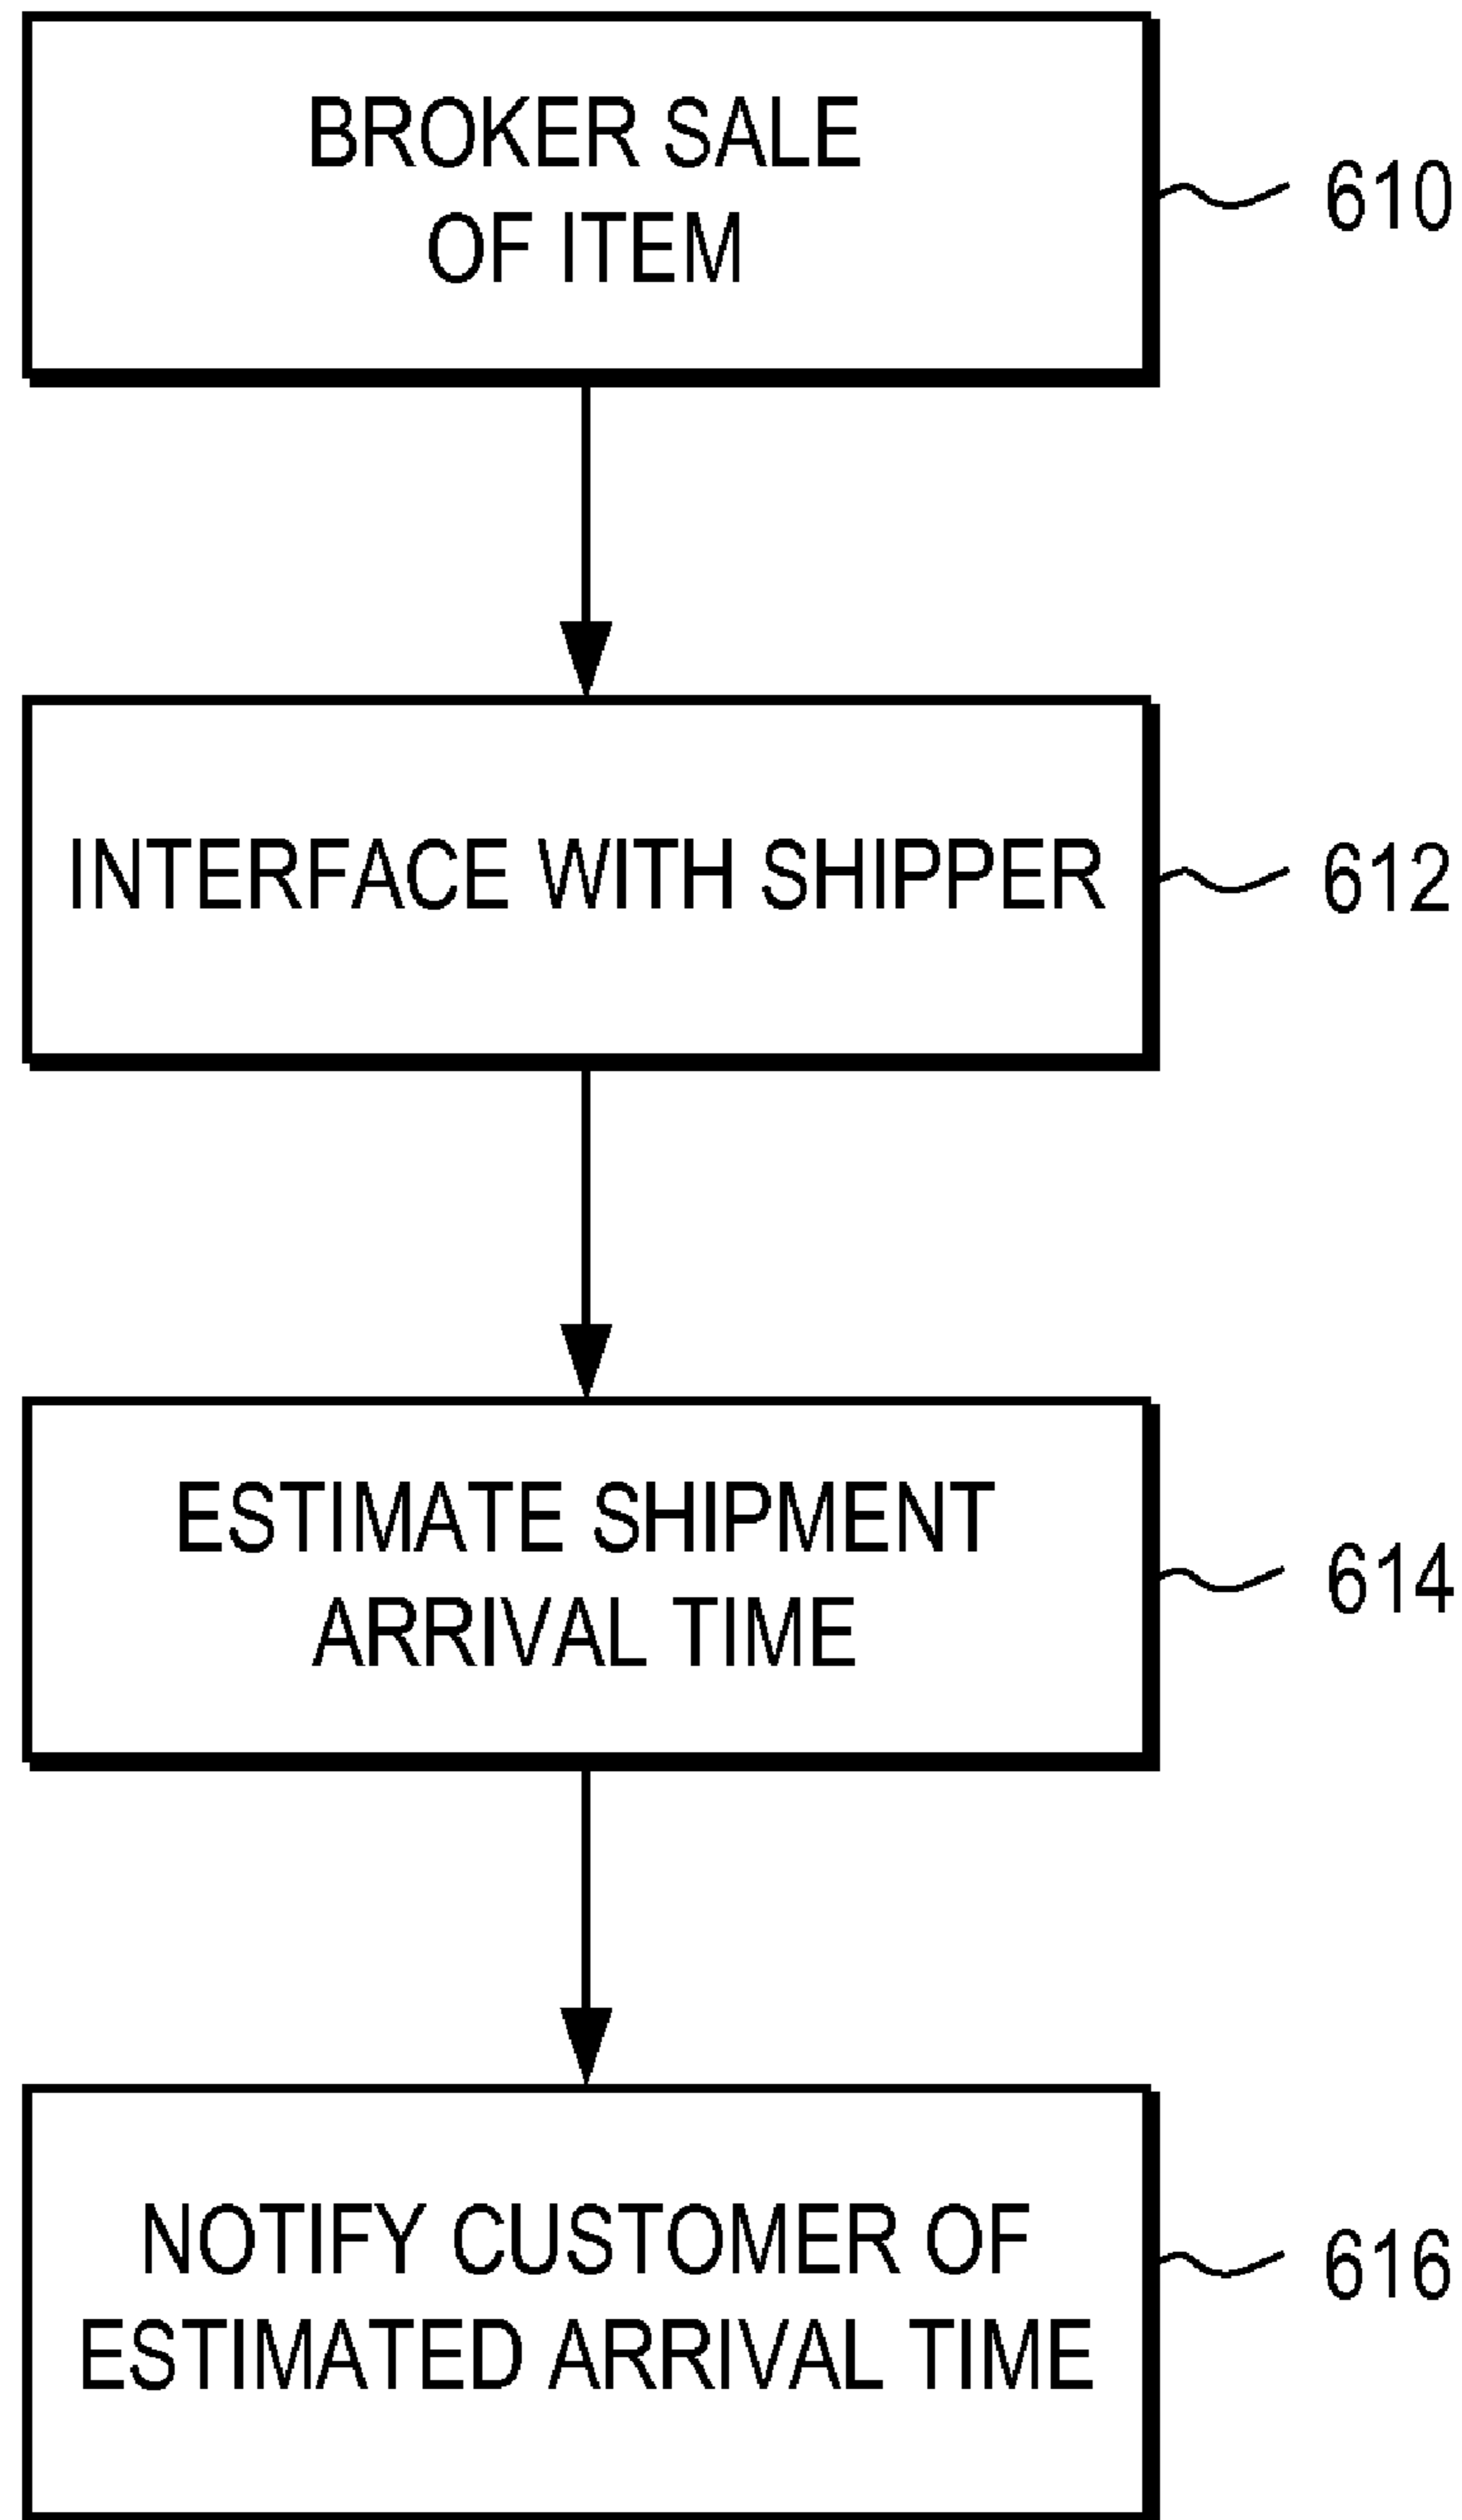 BROKER SALE
OF ITEM
610
INTERFACE WITH SHIPPER
612
ESTIMATE SHIPMENT
ARRIVAL TIME
614
NOTIFY CUSTOMER OF
ESTIMATED ARRIVAL TIME
616